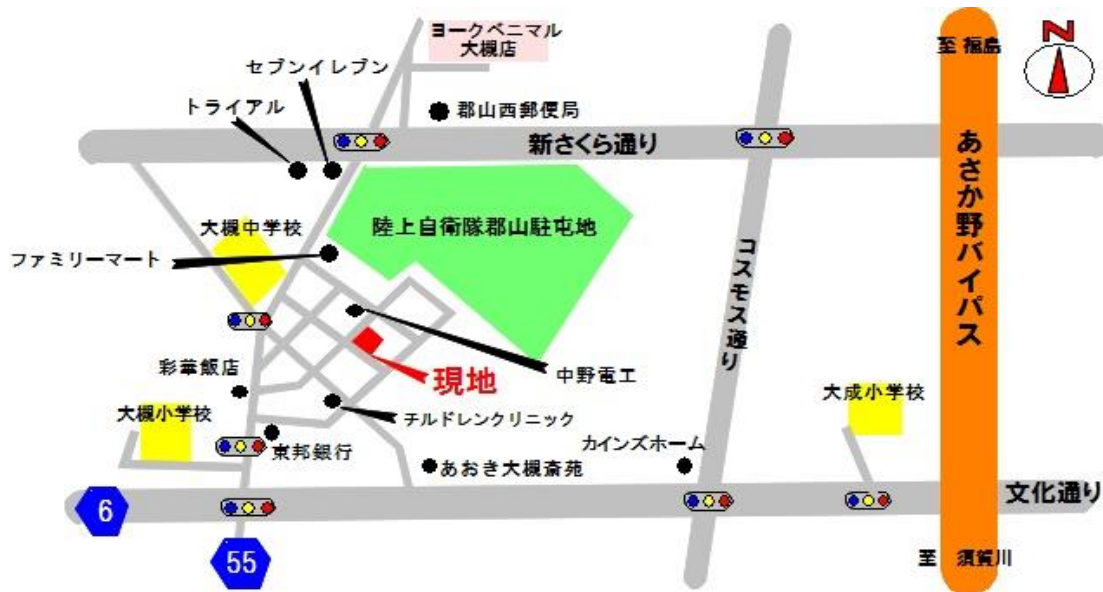 ヨークベニマル
大槻店
N
至 福島
セブンイレブン
トライアル
郡山西郵便局
新さくら通り
あさか野バイパス
大槻中学校
陸上自衛隊郡山駐屯地
ファミリーマート
コスモス通り
彩華飯店
中野電工
現地
大槻小学校
チルドレンクリニック
大成小学校
東邦銀行
カインズホーム
あおき大槻斎苑
文化通り
6
55
至 須賀川